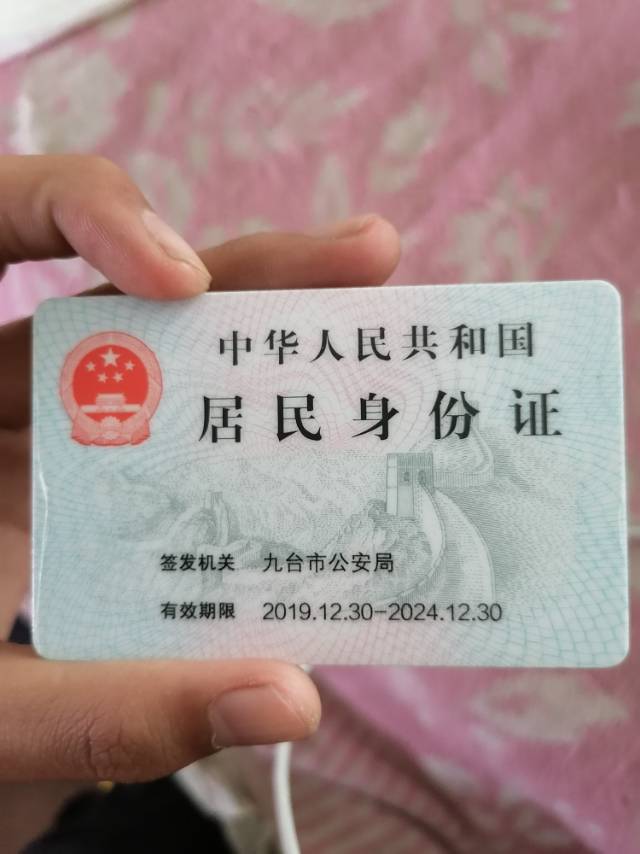 中华人民共和国
居民身份证
签发机关 九台市公安局
有效期限 2019.12.30-2024.12.30